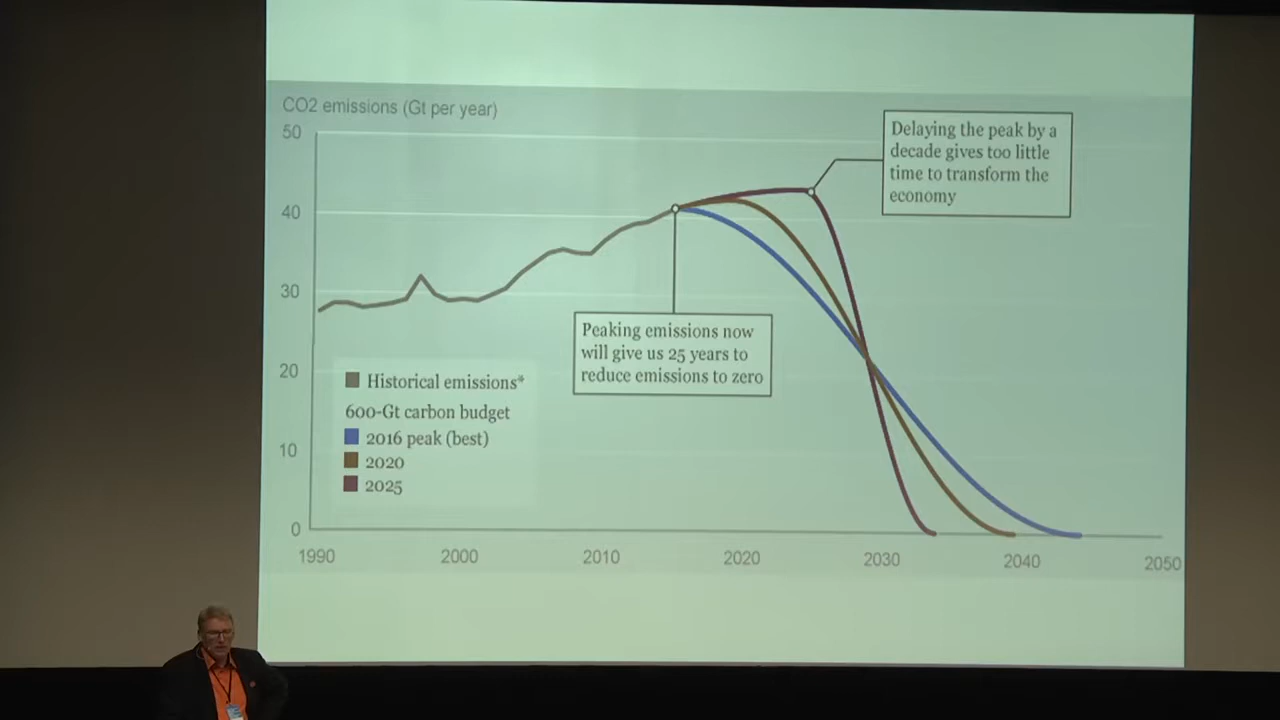 CO2 emissions (Gt per year)
50
40
30
20
10
0
1990
2000
2010
2020
2030
2040
2050
Delaying the peak by a
decade gives too little
time to transform the
economy
Peaking emissions now
will give us 25 years to
reduce emissions to zero
Historical emissions*
600-Gt carbon budget
2016 peak (best)
2020
2025